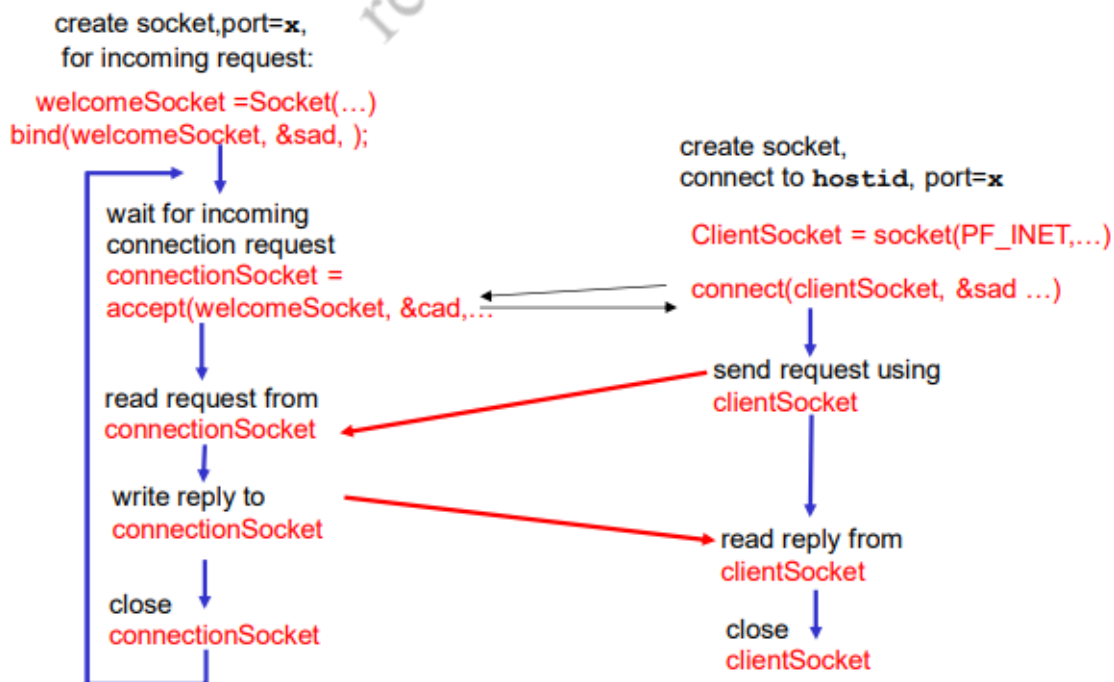 create socket,port=x,
for incoming request:
welcomeSocket =Socket(…)
bind(welcomeSocket, &sad, );
wait for incoming
connection request
connectionSocket =
accept(welcomeSocket, &cad,…
read request from
connectionSocket
write reply to
connectionSocket
close
connectionSocket
create socket,
connect to hostid, port=x
ClientSocket = socket(PF_INET,…)
connect(clientSocket, &sad …)
send request using
clientSocket
read reply from
clientSocket
close
clientSocket